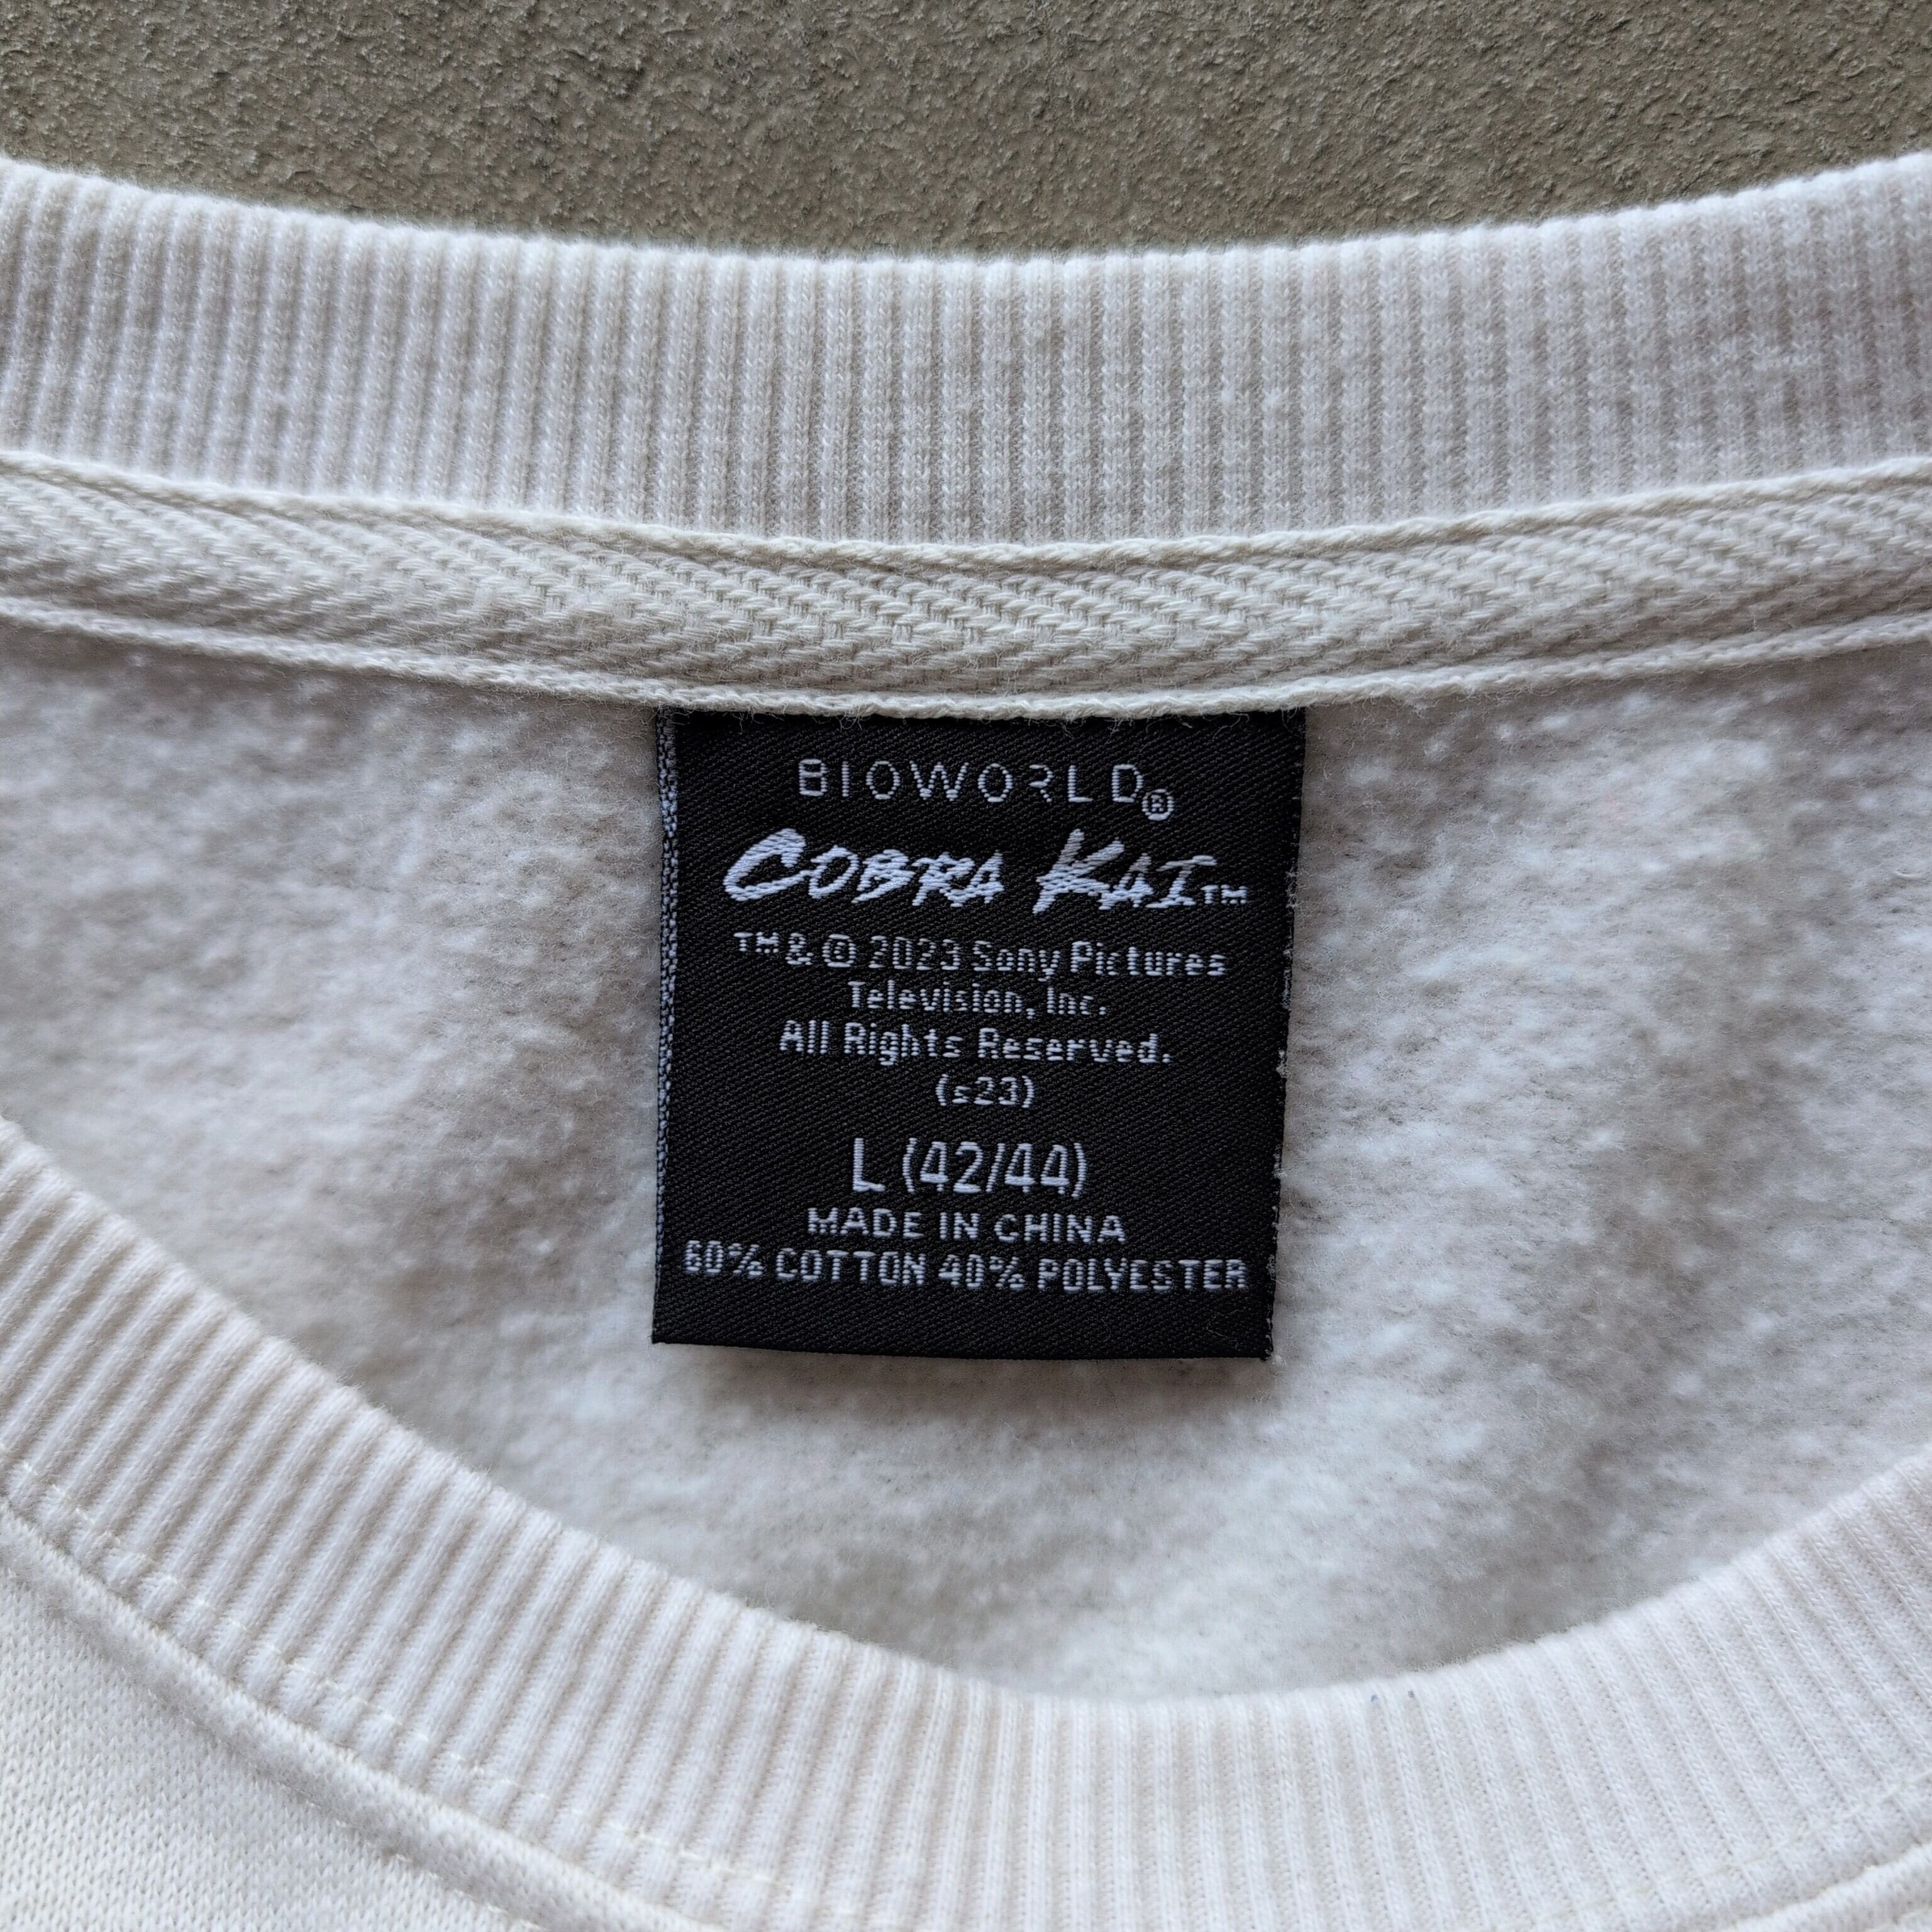 BIOWORLD®
COBRA KAI™
™ & © 2023 Sony Pictures
Television, Inc.
All Rights Reserved.
(s23)
L (42/44)
MADE IN CHINA
60% COTTON 40% POLYESTER